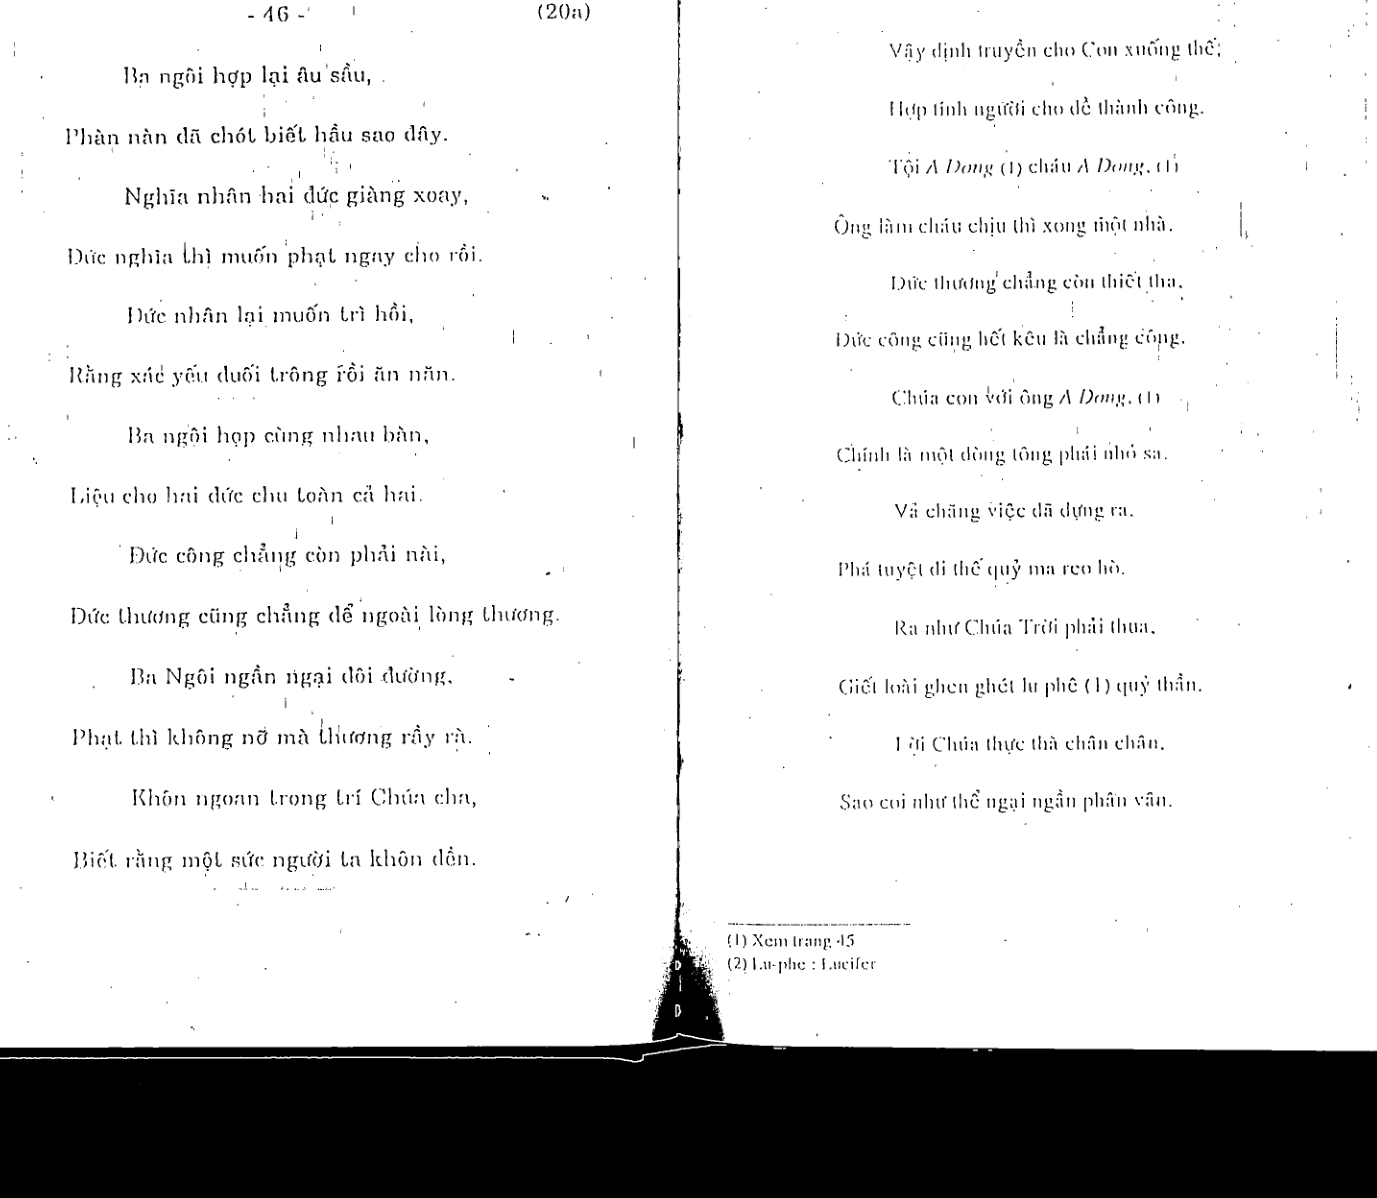 - 46 -
(20a)
Ba ngôi hợp lại âu sầu,
Phàn nàn đã chót biết hầu sao đây.
Nghĩa nhân hai đức giàng xoay,
Đức nghĩa thì muốn phạt ngay cho rồi.
Đức nhân lại muốn trì hồi,
Rằng xác yếu đuối trông rồi ăn năn.
Ba ngôi họp cùng nhau bàn,
Liệu cho hai đức chu toàn cả hai.
Đức công chẳng còn phải nài,
Đức thương cũng chẳng để ngoài lòng thương.
Ba Ngôi ngần ngại đôi đường,
Phạt thì không nỡ mà thương rầy rà.
Khôn ngoan trong trí Chúa cha,
Biết rằng một sức người ta khôn đền.
Vậy định truyền cho Con xuống thế,
Hợp tính người cho dễ thành công.
Tội A Dong (1) cháu A Dong, (1)
Ông làm cháu chịu thì xong một nhà.
Đức thương chẳng còn thiết tha,
Đức công cũng hết kêu là chẳng công.
Chúa con với ông A Dong, (1)
Chính là một dòng tông phái nhỏ sa.
Vả chăng việc đã dựng ra,
Phá tuyệt đi thế quỷ ma reo hò.
Ra như Chúa Trời phải thua,
Giết loài ghen ghét lu phê (1) quỷ thần.
Lời Chúa thực thà chân chân,
Sao coi như thể ngại ngần phân vân.
(1) Xem trang 45
(2) Lu-phe : Lucifer